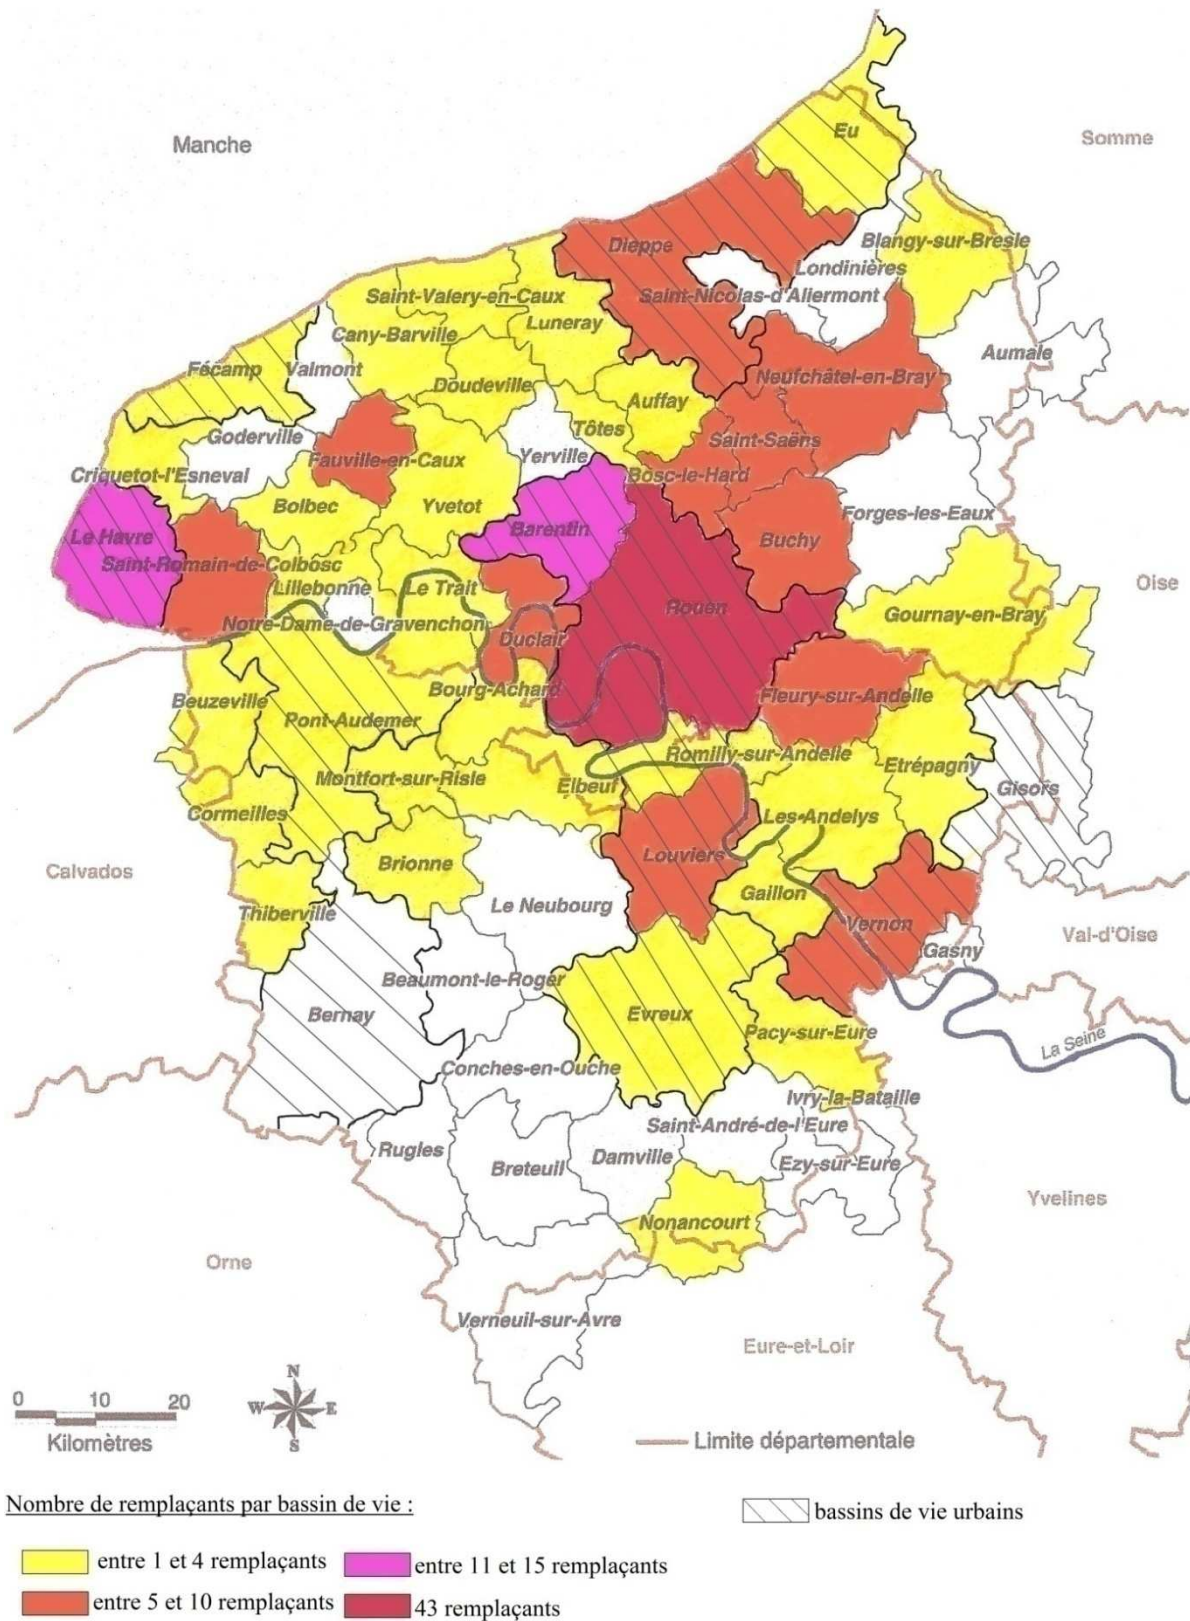 Manche
Somme
Eu
Dieppe
Blangy-sur-Bresle
Londinières
Saint-Nicolas-d'Aliermont
Saint-Valery-en-Caux
Luneray
Cany-Barville
Aumale
Fécamp
Valmont
Neufchâtel-en-Bray
Doudeville
Auffay
Tôtes
Goderville
Saint-Saëns
Yerville
Fauville-en-Caux
Criquetot-l'Esneval
Bosc-le-Hard
Bolbec
Yvetot
Forges-les-Eaux
Le Havre
Barentin
Buchy
Saint-Romain-de-Colbosc
Oise
Lillebonne
Le Trait
Rouen
Gournay-en-Bray
Notre-Dame-de-Gravenchon
Duclair
Bourg-Achard
Fleury-sur-Andelle
Beuzeville
Pont-Audemer
Romilly-sur-Andelle
Etrépagny
Montfort-sur-Risle
Elbeuf
Gisors
Cormeilles
Les-Andelys
Louviers
Brionne
Calvados
Gaillon
Le Neubourg
Thiberville
Vernon
Val-d'Oise
Gasny
Beaumont-le-Roger
Bernay
Evreux
Pacy-sur-Eure
La Seine
Conches-en-Ouche
Ivry-la-Bataille
Saint-André-de-l'Eure
Rugles
Breteuil
Damville
Ezy-sur-Eure
Yvelines
Nonancourt
Orne
Verneuil-sur-Avre
Eure-et-Loir
N
W E
S
0 10 20
Kilomètres
Limite départementale
Nombre de remplaçants par bassin de vie :
bassins de vie urbains
entre 1 et 4 remplaçants
entre 11 et 15 remplaçants
entre 5 et 10 remplaçants
43 remplaçants